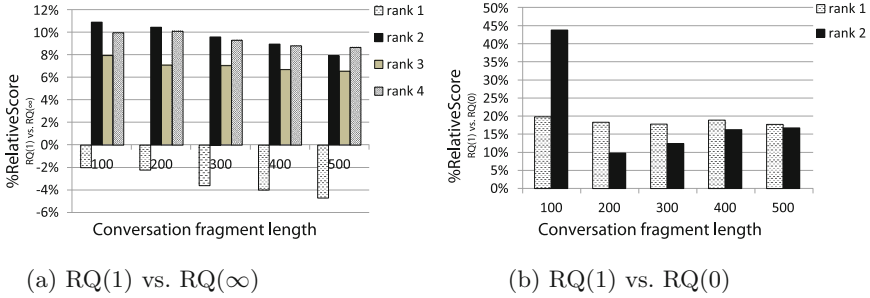 12%
10%
8%
6%
4%
2%
0%
-2%
-4%
-6%
%RelativeScore
RQ(1) vs. RQ(∞)
100 200 300 400 500
Conversation fragment length
rank 1
rank 2
rank 3
rank 4
(a) RQ(1) vs. RQ(∞)
50%
45%
40%
35%
30%
25%
20%
15%
10%
5%
0%
%RelativeScore
RQ(1) vs. RQ(0)
100 200 300 400 500
Conversation fragment length
rank 1
rank 2
(b) RQ(1) vs. RQ(0)